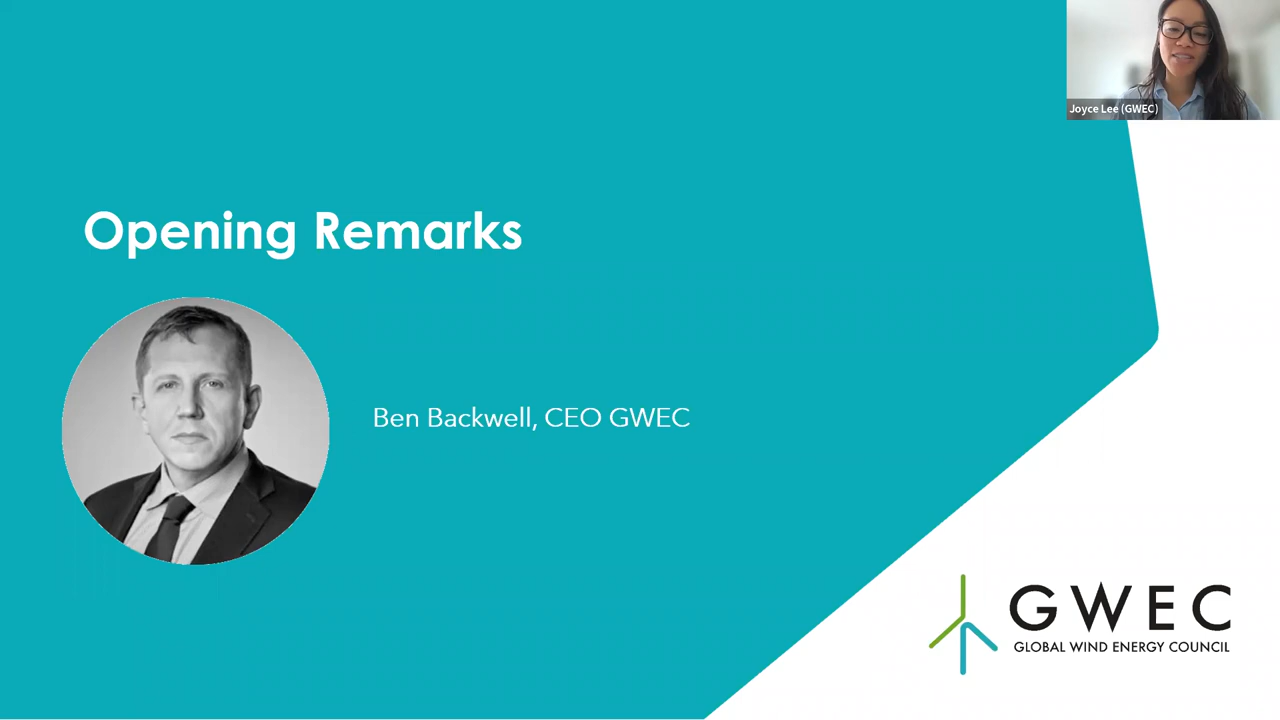 Joyce Lee (GWEC)
Opening Remarks
Ben Backwell, CEO GWEC
GWEC
GLOBAL WIND ENERGY COUNCIL